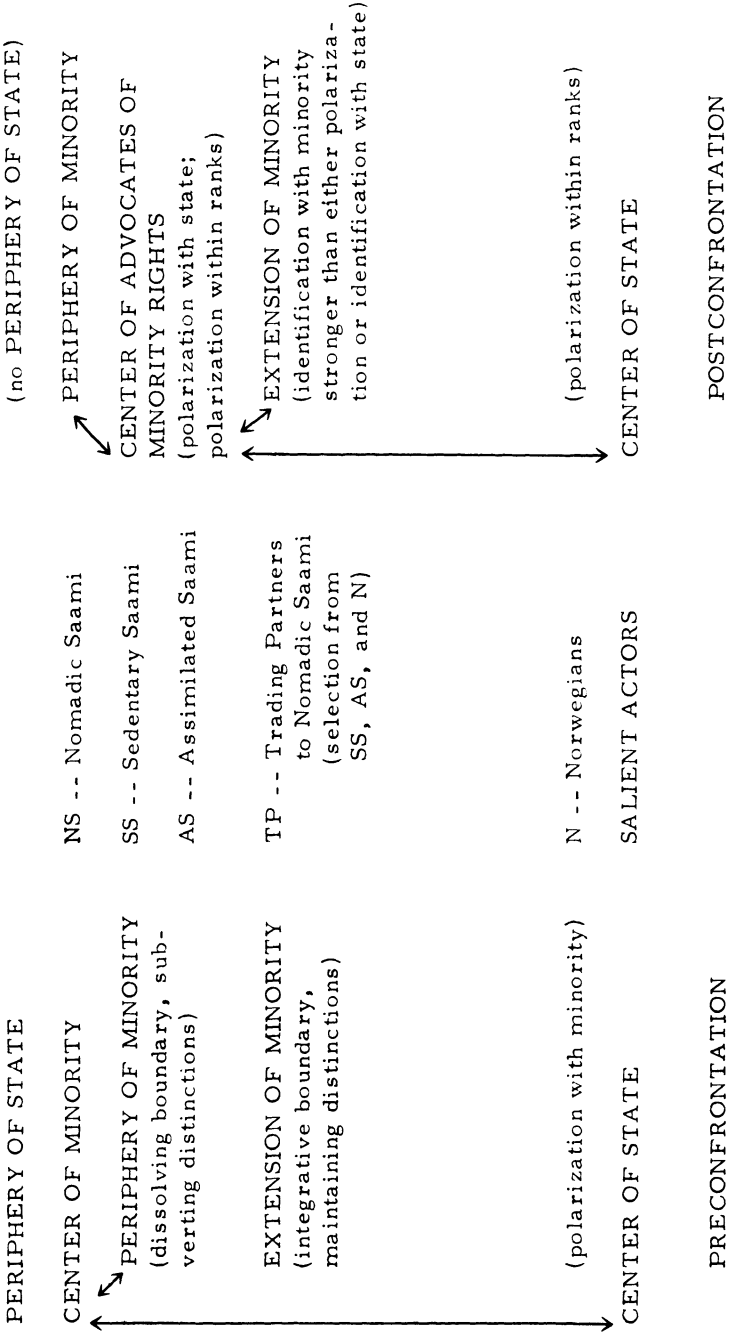 PERIPHERY OF STATE
CENTER OF MINORITY
PERIPHERY OF MINORITY
(dissolving boundary, sub-
verting distinctions)
EXTENSION OF MINORITY
(integrative boundary,
maintaining distinctions)
(polarization with minority)
CENTER OF STATE
PRECONFRONTATION
NS -- Nomadic Saami
SS -- Sedentary Saami
AS -- Assimilated Saami
TP -- Trading Partners
to Nomadic Saami
(selection from
SS, AS, and N)
N -- Norwegians
SALIENT ACTORS
(no PERIPHERY OF STATE)
PERIPHERY OF MINORITY
CENTER OF ADVOCATES OF
MINORITY RIGHTS
(polarization with state;
polarization within ranks)
EXTENSION OF MINORITY
(identification with minority
stronger than either polariza-
tion or identification with state)
(polarization within ranks)
CENTER OF STATE
POSTCONFRONTATION